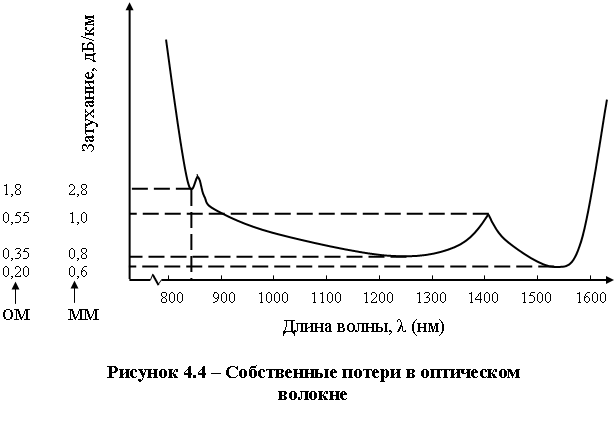 Затухание, дБ/км
1,8 2,8
0,55 1,0
0,35 0,8
0,20 0,6
ОМ ММ
800 900 1000 1100 1200 1300 1400 1500 1600
Длина волны, λ (нм)
Рисунок 4.4 – Собственные потери в оптическом
волокне